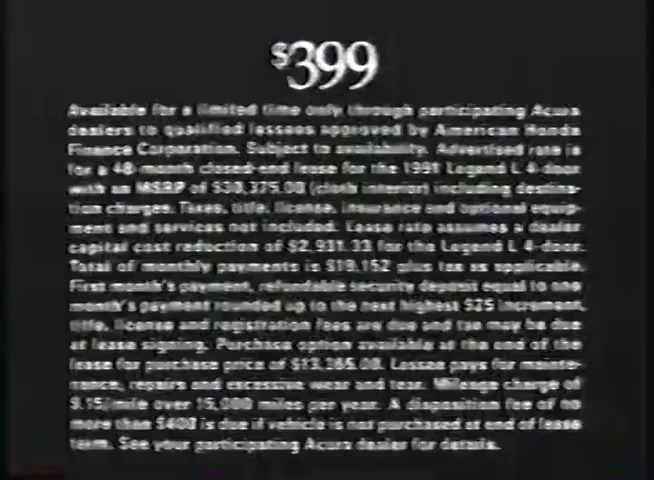 $399
Available for a limited time only through participating Acura
dealers to qualified lessees approved by American Honda
Finance Corporation. Subject to availability. Advertised rate is
for a 48-month closed-end lease for the 1991 Legend L 4-door
with an MSRP of $30,375.00 (cloth interior) including destina-
tion charges. Taxes, title, license, insurance and optional equip-
ment and services not included. Lease rate assumes a dealer
capital cost reduction of $2,931.33 for the Legend L 4-door.
Total of monthly payments is $19,152 plus tax as applicable.
First month's payment, refundable security deposit equal to one
month's payment rounded up to the next highest $25 increment,
title, license and registration fees are due and tax may be due
at lease signing. Purchase option available at the end of the
lease for purchase price of $13,365.00. Lessee pays for mainte-
nance, repairs and excessive wear and tear. Mileage charge of
$.15/mile over 15,000 miles per year. A disposition fee of no
more than $400 is due if vehicle is not purchased at end of lease
term. See your participating Acura dealer for details.